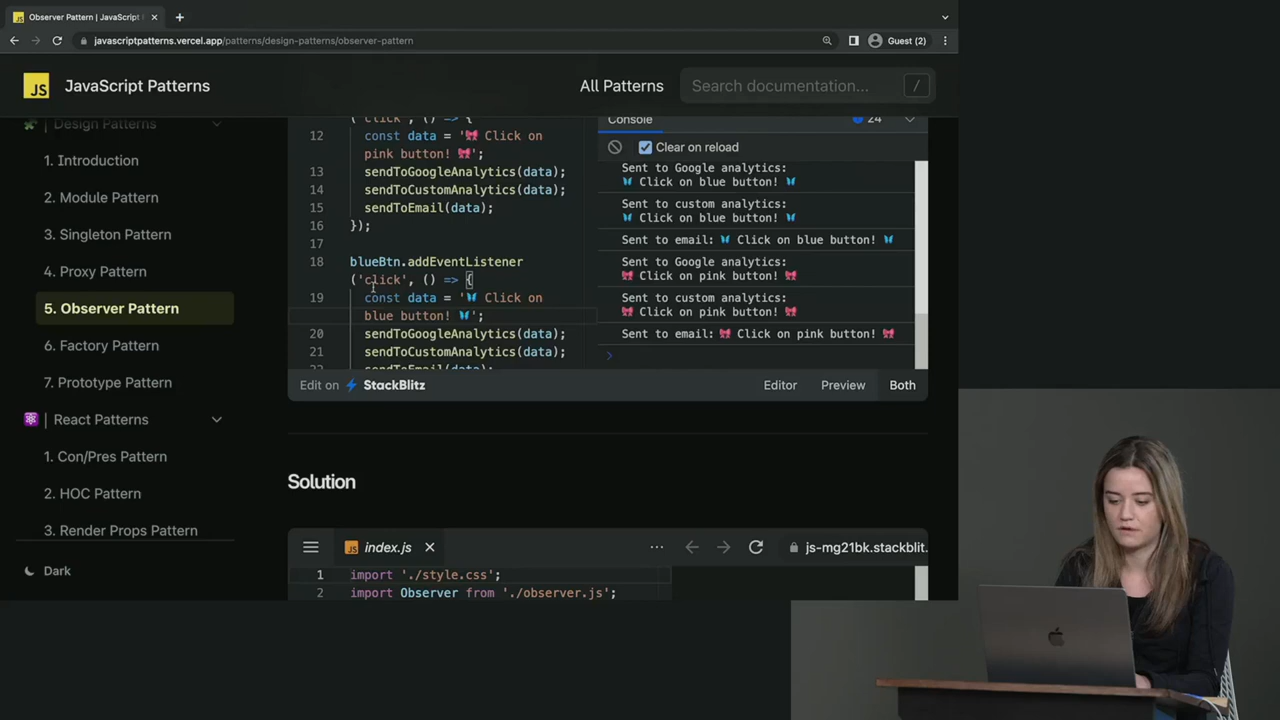 Observer Pattern | JavaScript
Guest (2)
javascriptpatterns.vercel.app/patterns/design-patterns/observer-pattern
JS
JavaScript Patterns
All Patterns
Search documentation...
/
Design Patterns
1. Introduction
2. Module Pattern
3. Singleton Pattern
4. Proxy Pattern
5. Observer Pattern
6. Factory Pattern
7. Prototype Pattern
React Patterns
1. Con/Pres Pattern
2. HOC Pattern
3. Render Props Pattern
Dark
('click', () => {
12 const data = '🎀 Click on
pink button! 🎀';
13 sendToGoogleAnalytics(data);
14 sendToCustomAnalytics(data);
15 sendToEmail(data);
16 });
17
18 blueBtn.addEventListener
('click', () => {
19 const data = '🦋 Click on
blue button! 🦋';
20 sendToGoogleAnalytics(data);
21 sendToCustomAnalytics(data);
sendToEmail(data);
Console
24
Clear on reload
Sent to Google analytics:
🦋 Click on blue button! 🦋
Sent to custom analytics:
🦋 Click on blue button! 🦋
Sent to email: 🦋 Click on blue button! 🦋
Sent to Google analytics:
🎀 Click on pink button! 🎀
Sent to custom analytics:
🎀 Click on pink button! 🎀
Sent to email: 🎀 Click on pink button! 🎀
Edit on StackBlitz
Editor
Preview
Both
Solution
JS
index.js
js-mg21bk.stackblit.
1 import './style.css';
2 import Observer from './observer.js';